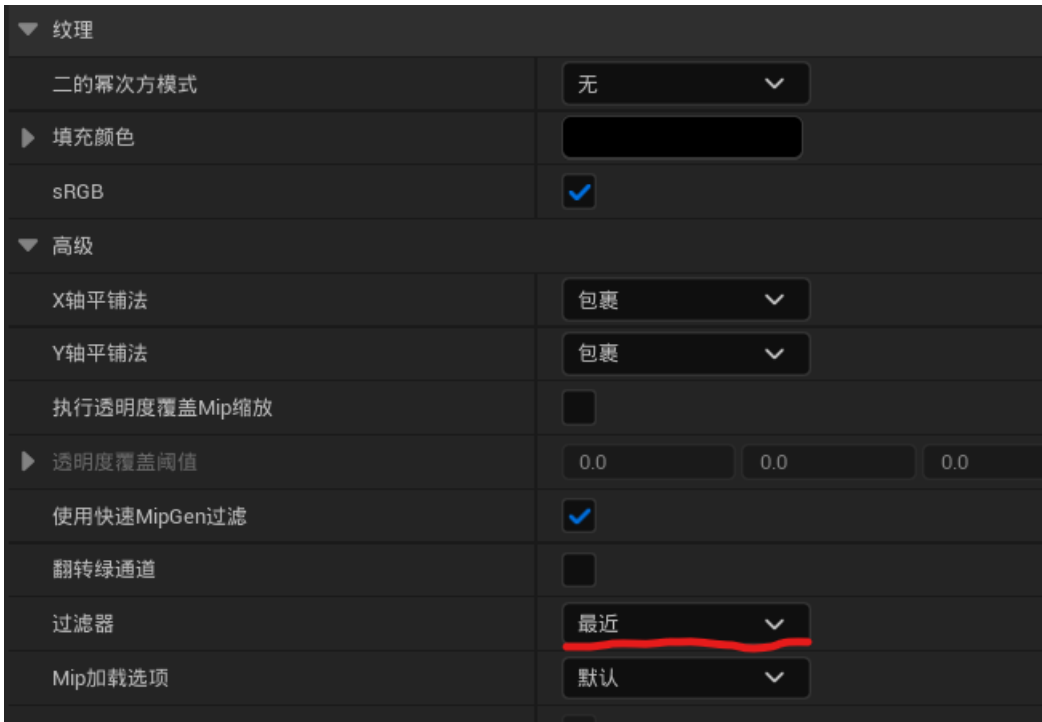 纹理
二的幂次方模式 无
填充颜色
sRGB
高级
X轴平铺法 包裹
Y轴平铺法 包裹
执行透明度覆盖Mip缩放
透明度覆盖阈值 0.0 0.0 0.0
使用快速MipGen过滤
翻转绿通道
过滤器 最近
Mip加载选项 默认